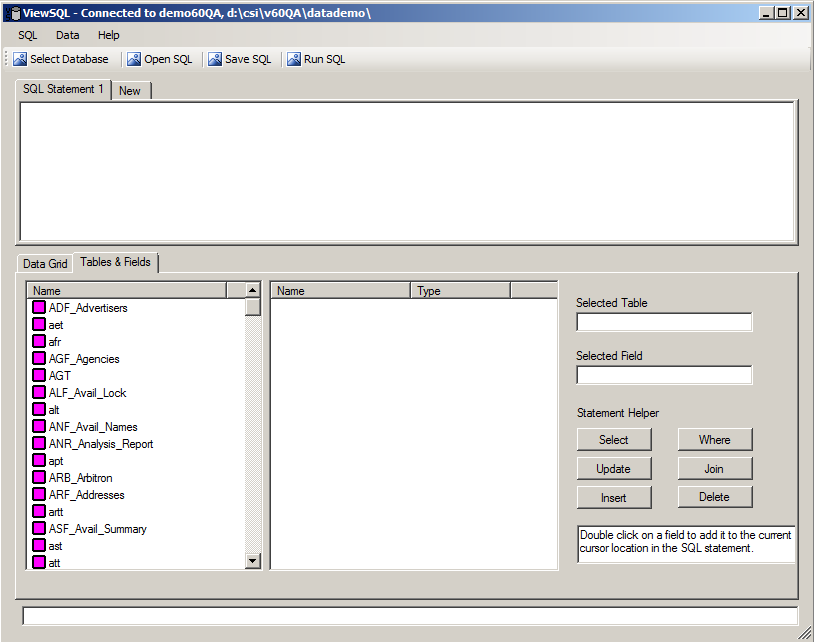 ViewSQL - Connected to demo60QA, d:\csi\v60QA\datademo\
SQL Data Help
Select Database Open SQL Save SQL Run SQL
SQL Statement 1 New
Data Grid Tables & Fields
Name
ADF_Advertisers
aet
afr
AGF_Agencies
AGT
ALF_Avail_Lock
alt
ANF_Avail_Names
ANR_Analysis_Report
apt
ARB_Arbitron
ARF_Addresses
artt
ASF_Avail_Summary
ast
att
Name Type
Selected Table
Selected Field
Statement Helper
Select Where
Update Join
Insert Delete
Double click on a field to add it to the current
cursor location in the SQL statement.